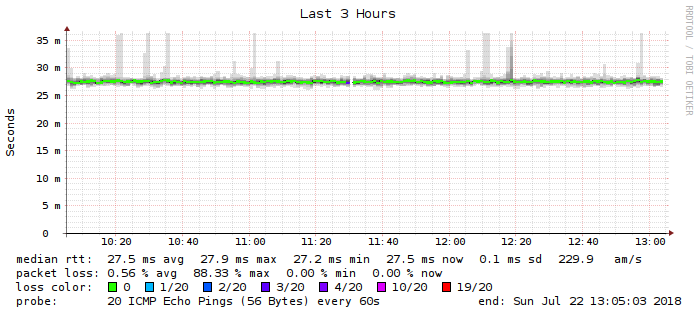 Last 3 Hours
RRDTOOL / TOBI OETIKER
Seconds
35 m
30 m
25 m
20 m
15 m
10 m
5 m
0
10:20 10:40 11:00 11:20 11:40 12:00 12:20 12:40 13:00
median rtt: 27.5 ms avg 27.9 ms max 27.2 ms min 27.5 ms now 0.1 ms sd 229.9 am/s
packet loss: 0.56 % avg 88.33 % max 0.00 % min 0.00 % now
loss color: 0 1/20 2/20 3/20 4/20 10/20 19/20
probe: 20 ICMP Echo Pings (56 Bytes) every 60s end: Sun Jul 22 13:05:03 2018